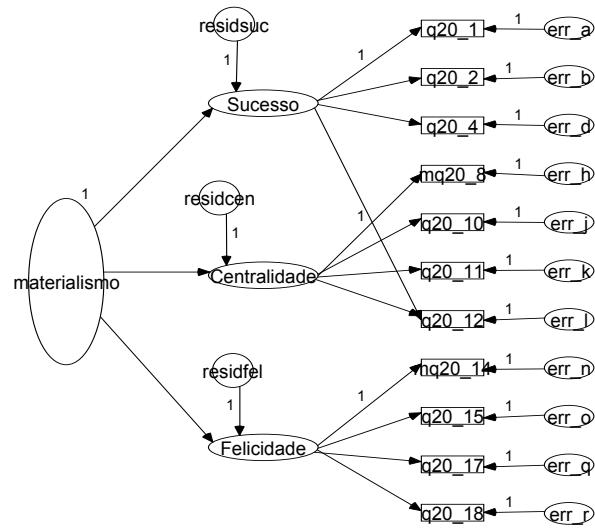 residsuc
1
Sucesso
1
materialismo
residcen
1
Centralidade
residfel
1
Felicidade
1
q20_1
1
err_a
q20_2
1
err_b
q20_4
1
err_d
1
mq20_8
1
err_h
q20_10
1
err_j
q20_11
1
err_k
q20_12
1
err_l
1
mq20_14
1
err_n
q20_15
1
err_o
q20_17
1
err_q
q20_18
1
err_r